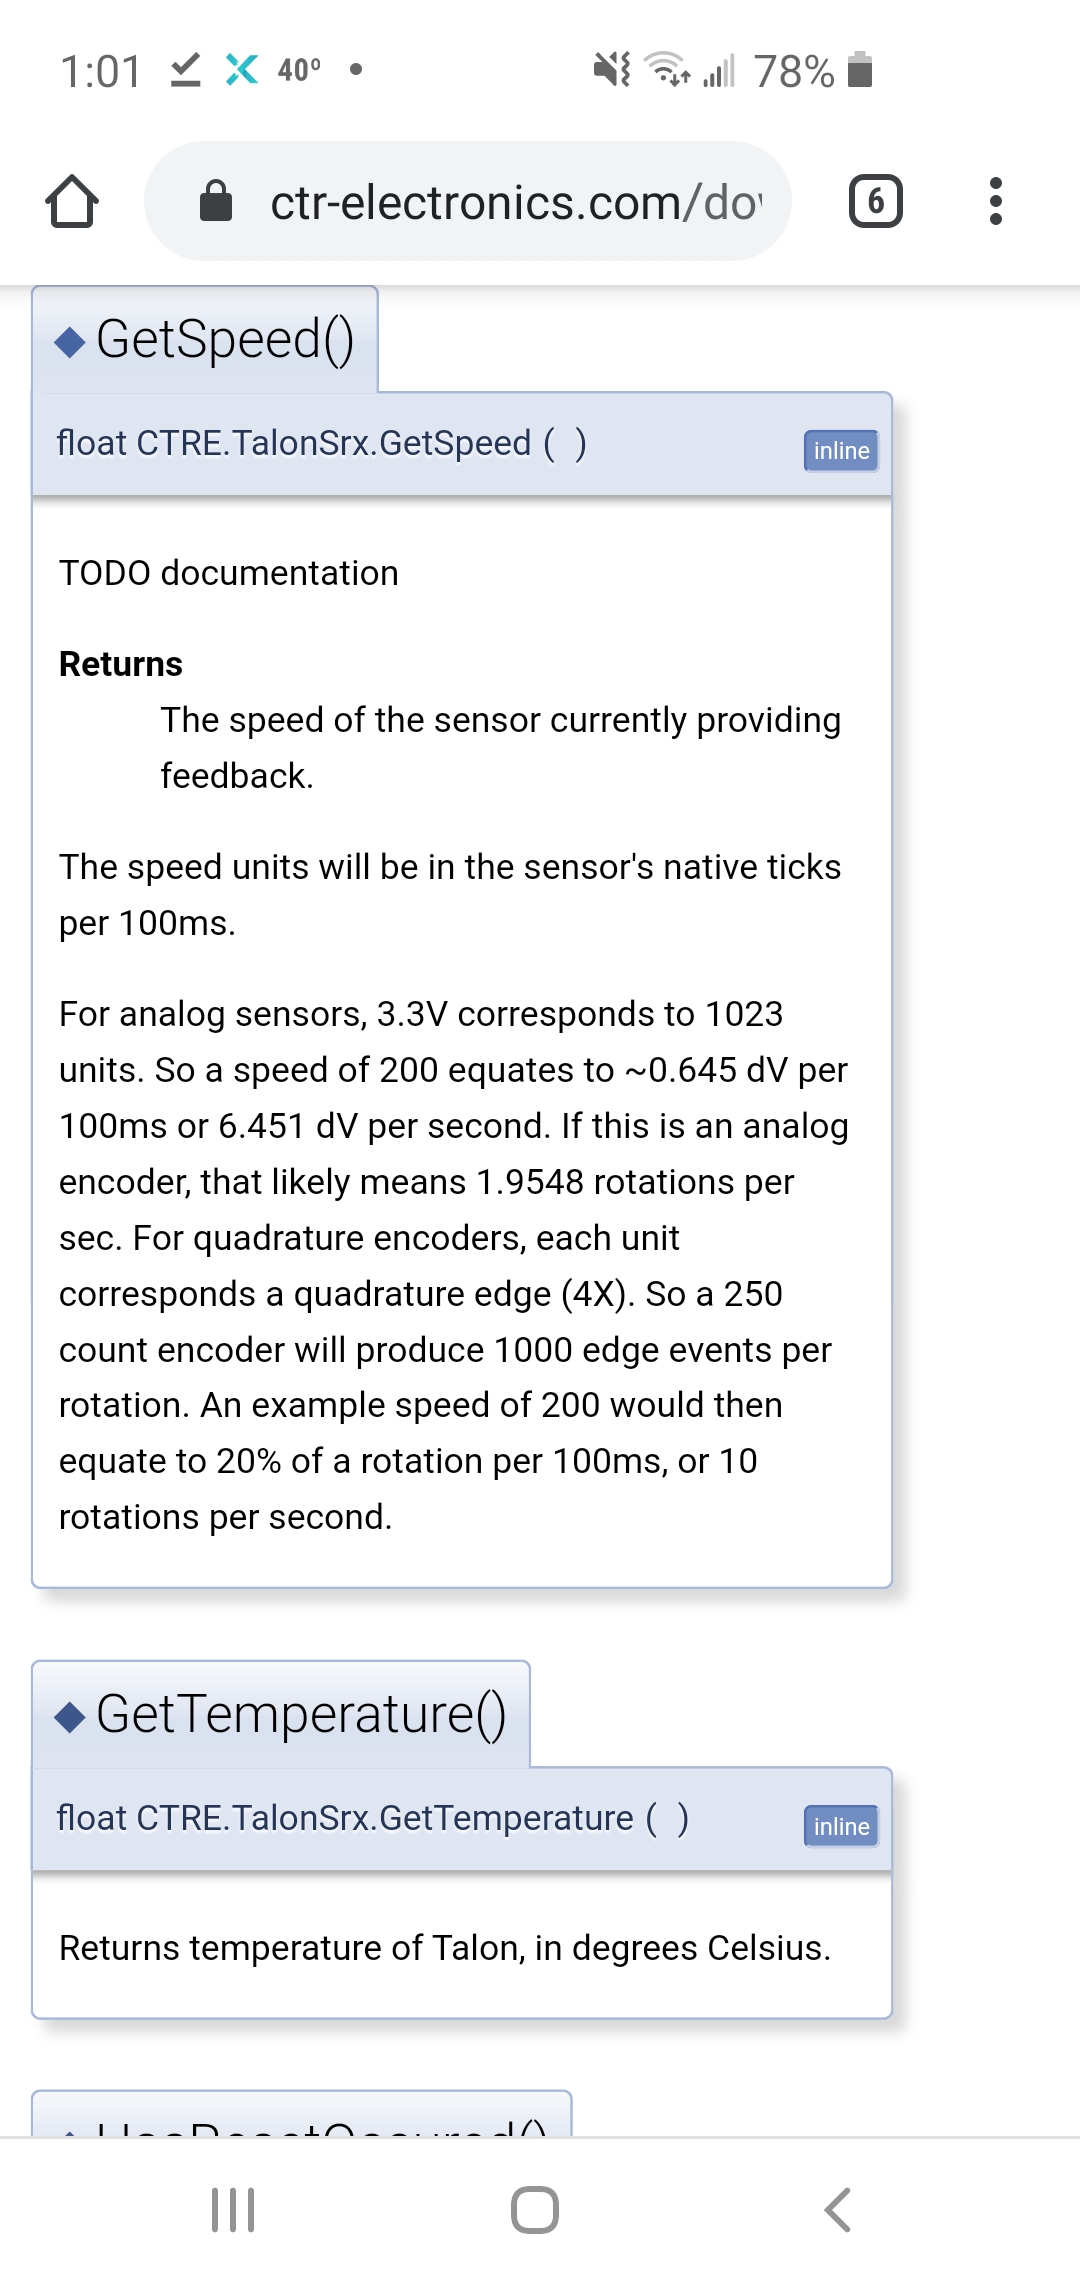 1:01 40° 78%
ctr-electronics.com/do
6
GetSpeed()
float CTRE.TalonSrx.GetSpeed ( ) inline
TODO documentation
Returns
The speed of the sensor currently providing
feedback.
The speed units will be in the sensor's native ticks
per 100ms.
For analog sensors, 3.3V corresponds to 1023
units. So a speed of 200 equates to ~0.645 dV per
100ms or 6.451 dV per second. If this is an analog
encoder, that likely means 1.9548 rotations per
sec. For quadrature encoders, each unit
corresponds a quadrature edge (4X). So a 250
count encoder will produce 1000 edge events per
rotation. An example speed of 200 would then
equate to 20% of a rotation per 100ms, or 10
rotations per second.
GetTemperature()
float CTRE.TalonSrx.GetTemperature ( ) inline
Returns temperature of Talon, in degrees Celsius.
HasResetOccured()